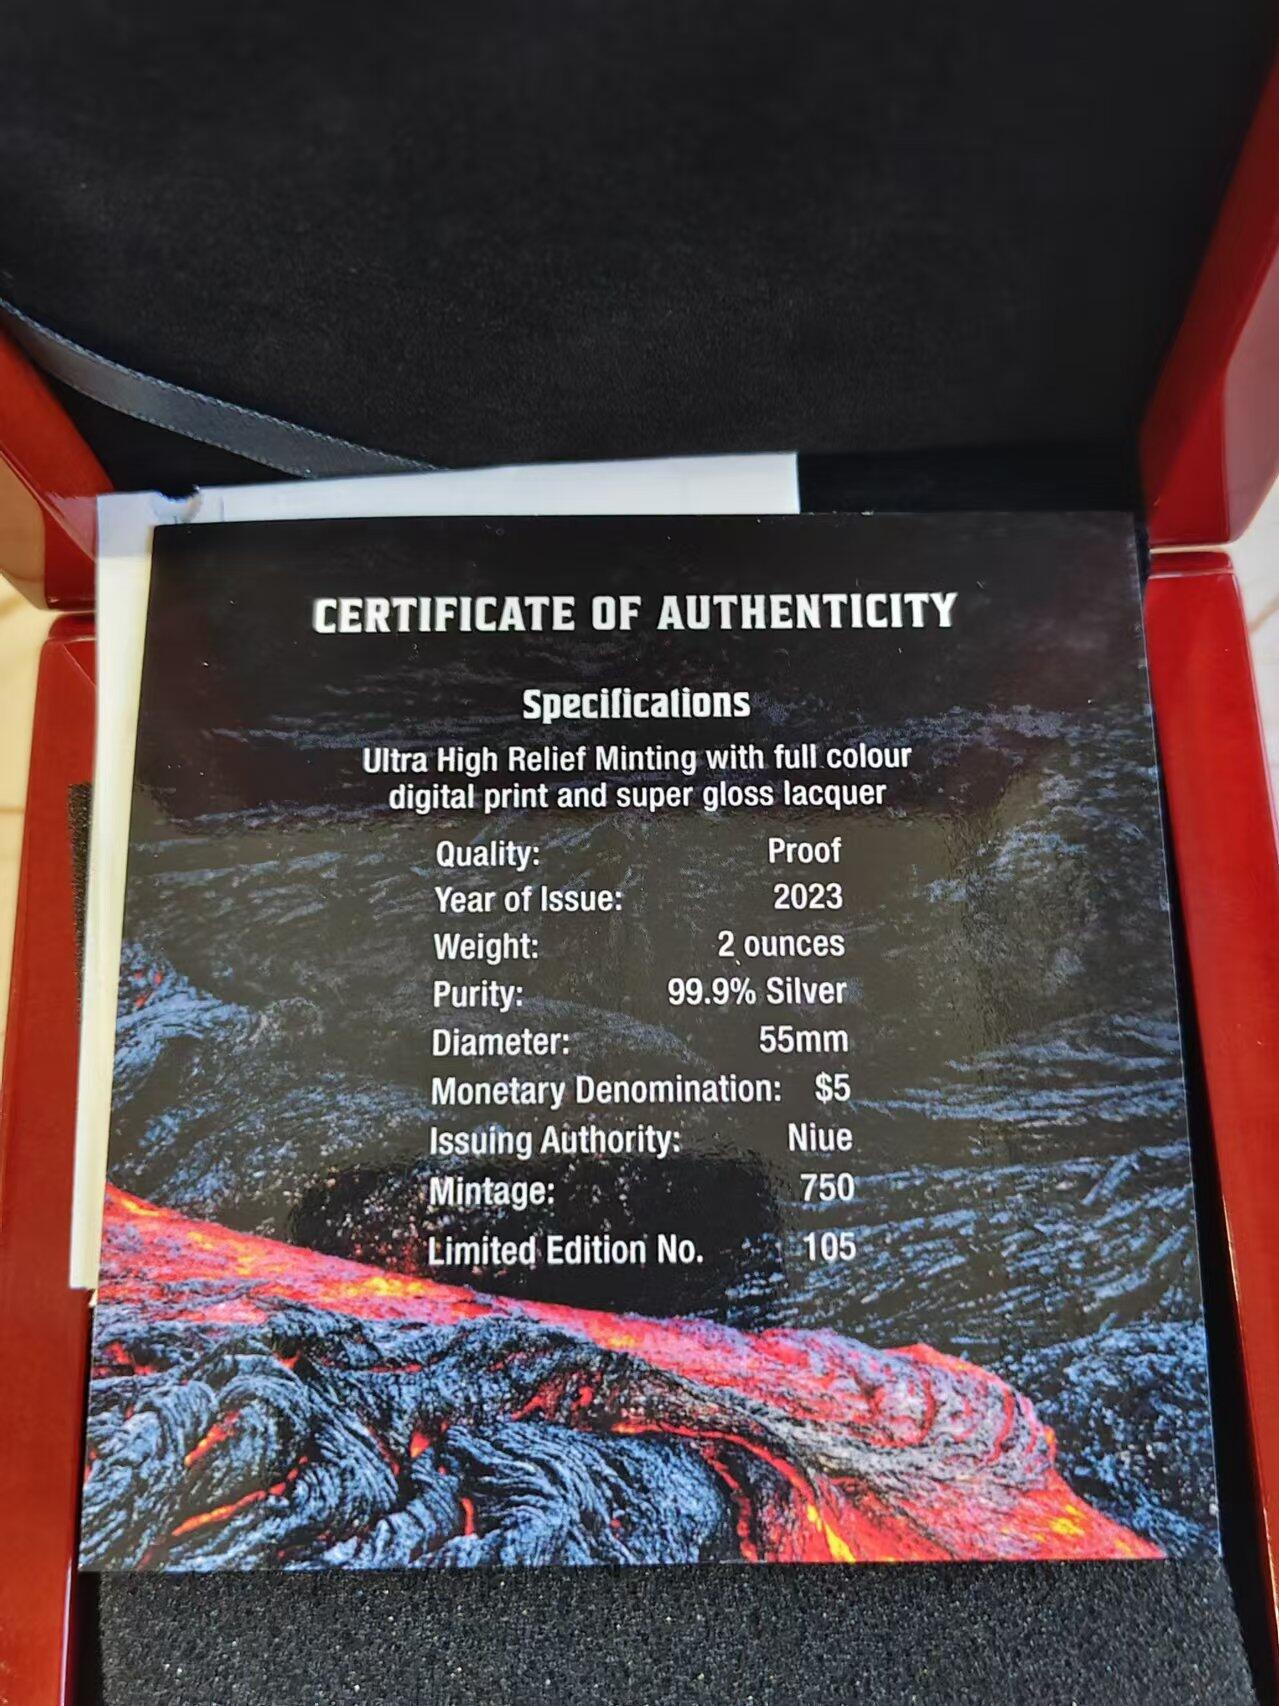 CERTIFICATE OF AUTHENTICITY
Specifications
Ultra High Relief Minting with full colour
digital print and super gloss lacquer
Quality: Proof
Year of Issue: 2023
Weight: 2 ounces
Purity: 99.9% Silver
Diameter: 55mm
Monetary Denomination: $5
Issuing Authority: Niue
Mintage: 750
Limited Edition No. 105